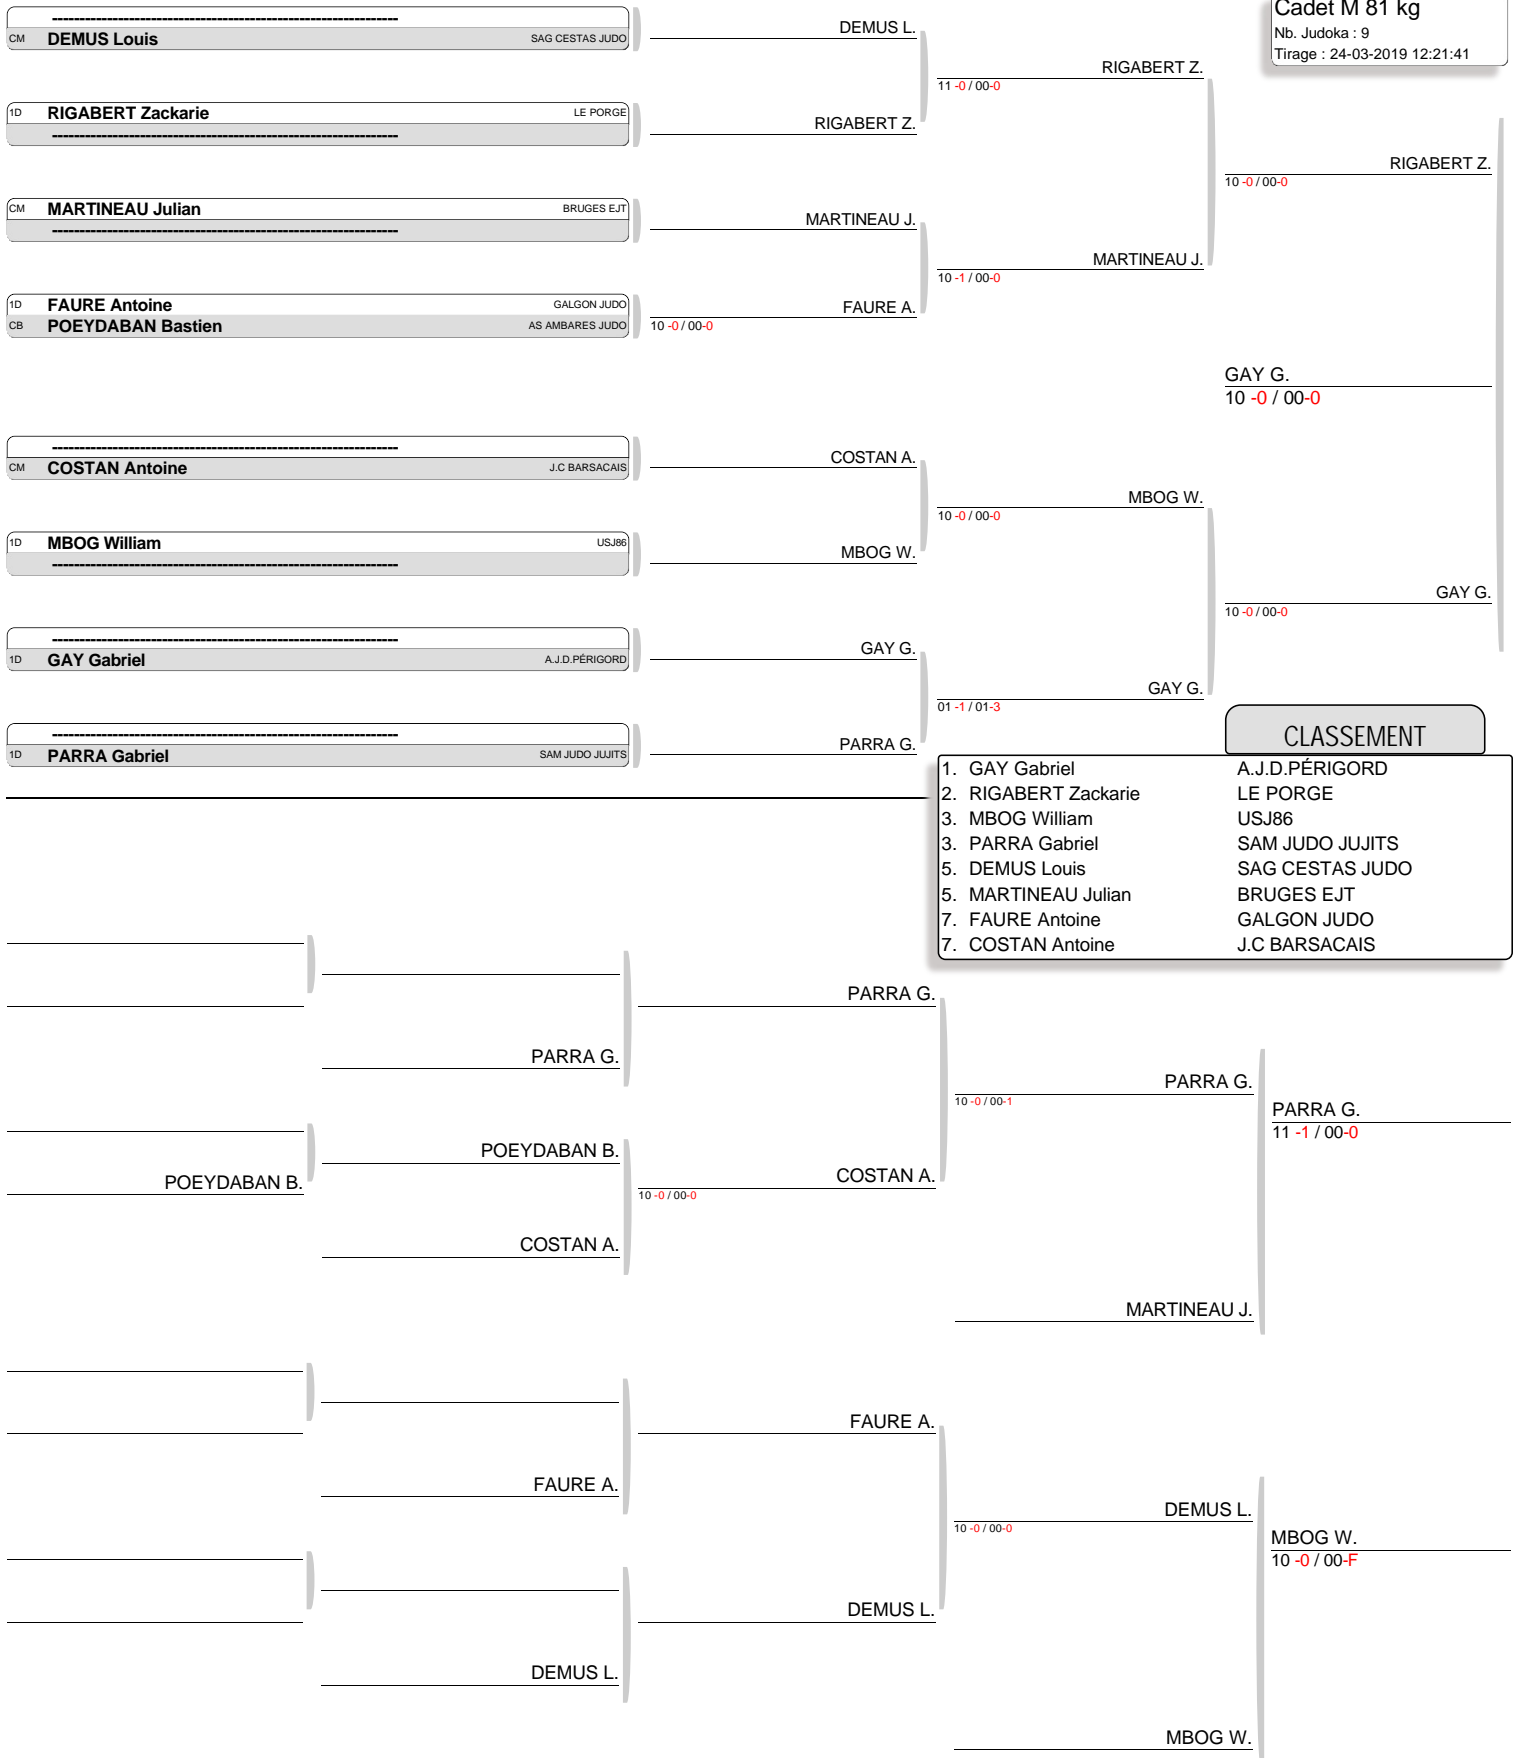 Cadet M 81 kg
Nb. Judoka : 9
Tirage : 24-03-2019 12:21:41
----------------------------------------------------------------
CM DEMUS Louis SAG CESTAS JUDO
1D RIGABERT Zackarie LE PORGE
----------------------------------------------------------------
CM MARTINEAU Julian BRUGES EJT
----------------------------------------------------------------
1D FAURE Antoine GALGON JUDO
CB POEYDABAN Bastien AS AMBARES JUDO
----------------------------------------------------------------
CM COSTAN Antoine J.C BARSACAIS
1D MBOG William USJ86
----------------------------------------------------------------
----------------------------------------------------------------
1D GAY Gabriel A.J.D.PÉRIGORD
----------------------------------------------------------------
1D PARRA Gabriel SAM JUDO JUJITS
DEMUS L.
RIGABERT Z.
MARTINEAU J.
FAURE A.
10 -0 / 00-0
COSTAN A.
MBOG W.
GAY G.
PARRA G.
RIGABERT Z.
11 -0 / 00-0
MARTINEAU J.
10 -1 / 00-0
MBOG W.
10 -0 / 00-0
GAY G.
01 -1 / 01-3
RIGABERT Z.
10 -0 / 00-0
GAY G.
10 -0 / 00-0
GAY G.
10 -0 / 00-0
CLASSEMENT
1. GAY Gabriel A.J.D.PÉRIGORD
2. RIGABERT Zackarie LE PORGE
3. MBOG William USJ86
3. PARRA Gabriel SAM JUDO JUJITS
5. DEMUS Louis SAG CESTAS JUDO
5. MARTINEAU Julian BRUGES EJT
7. FAURE Antoine GALGON JUDO
7. COSTAN Antoine J.C BARSACAIS
POEYDABAN B.
PARRA G.
POEYDABAN B.
COSTAN A.
PARRA G.
COSTAN A.
10 -0 / 00-0
PARRA G.
10 -0 / 00-1
MARTINEAU J.
PARRA G.
11 -1 / 00-0
FAURE A.
DEMUS L.
FAURE A.
DEMUS L.
DEMUS L.
10 -0 / 00-0
MBOG W.
MBOG W.
10 -0 / 00-F